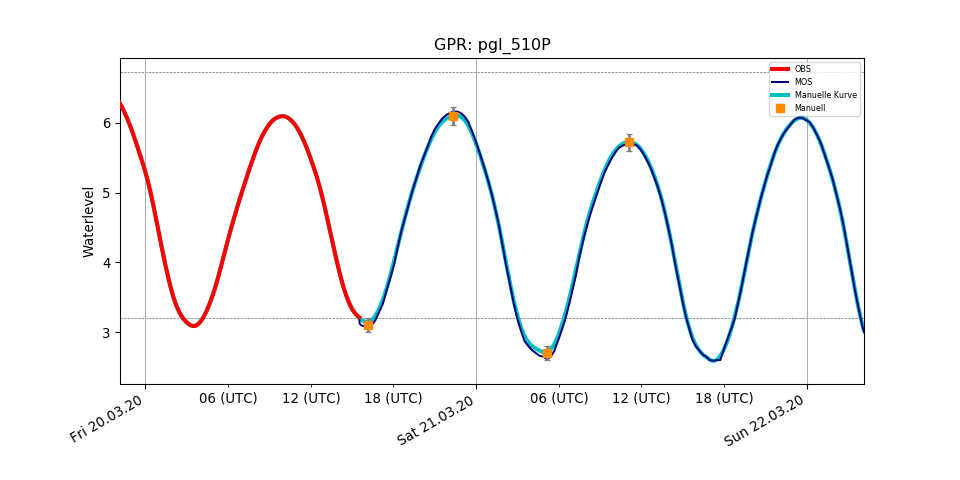 GPR: pgl_510P
OBS
MOS
Manuelle Kurve
Manuell
Waterlevel
6
5
4
3
06 (UTC) 12 (UTC) 18 (UTC) 06 (UTC) 12 (UTC) 18 (UTC)
Fri 20.03.20 Sat 21.03.20 Sun 22.03.20